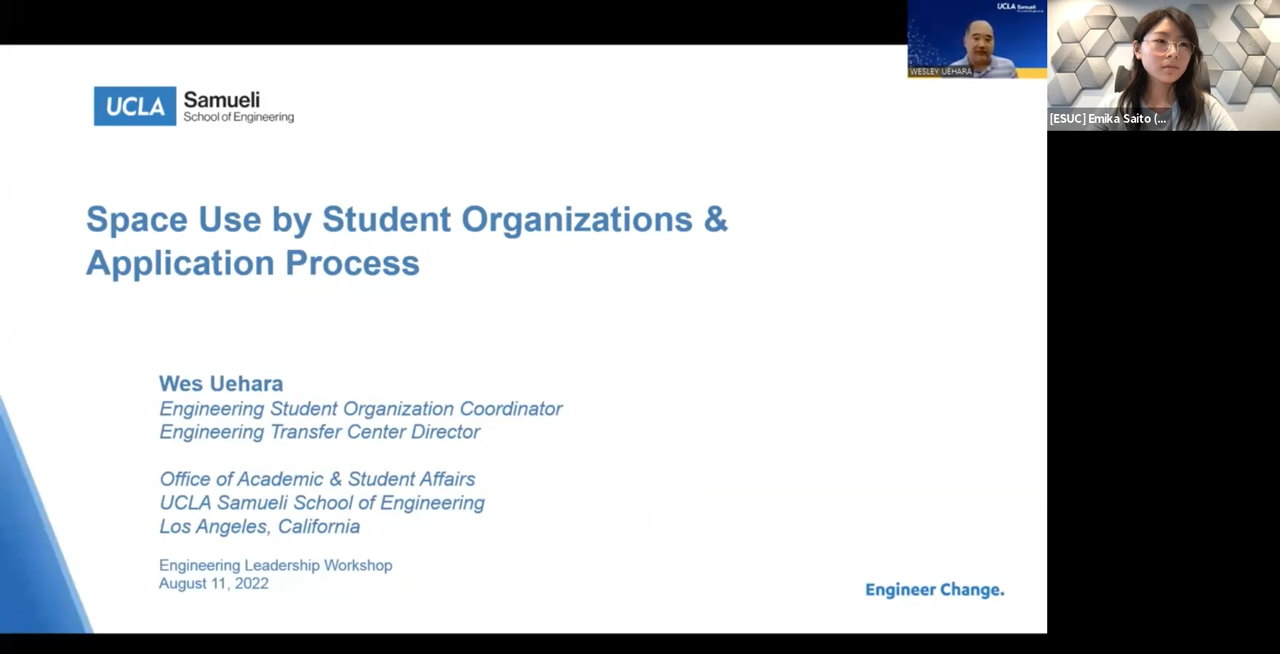 UCLA Samueli
School of Engineering
Space Use by Student Organizations &
Application Process
Wes Uehara
Engineering Student Organization Coordinator
Engineering Transfer Center Director
Office of Academic & Student Affairs
UCLA Samueli School of Engineering
Los Angeles, California
Engineering Leadership Workshop
August 11, 2022
Engineer Change.
UCLA Samueli
WESLEY UEHARA
[ESUC] Emika Saito (...